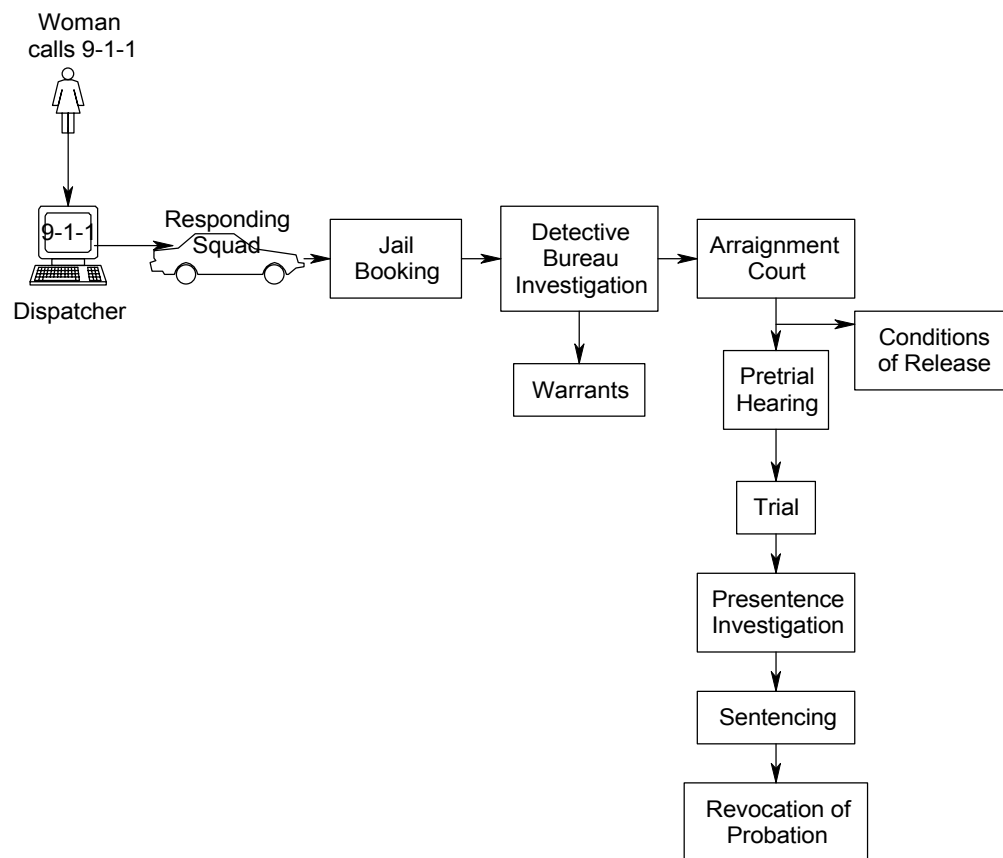 Woman
calls 9-1-1
9-1-1
Dispatcher
Responding
Squad
Jail
Booking
Detective
Bureau
Investigation
Warrants
Arraignment
Court
Conditions
of Release
Pretrial
Hearing
Trial
Presentence
Investigation
Sentencing
Revocation of
Probation